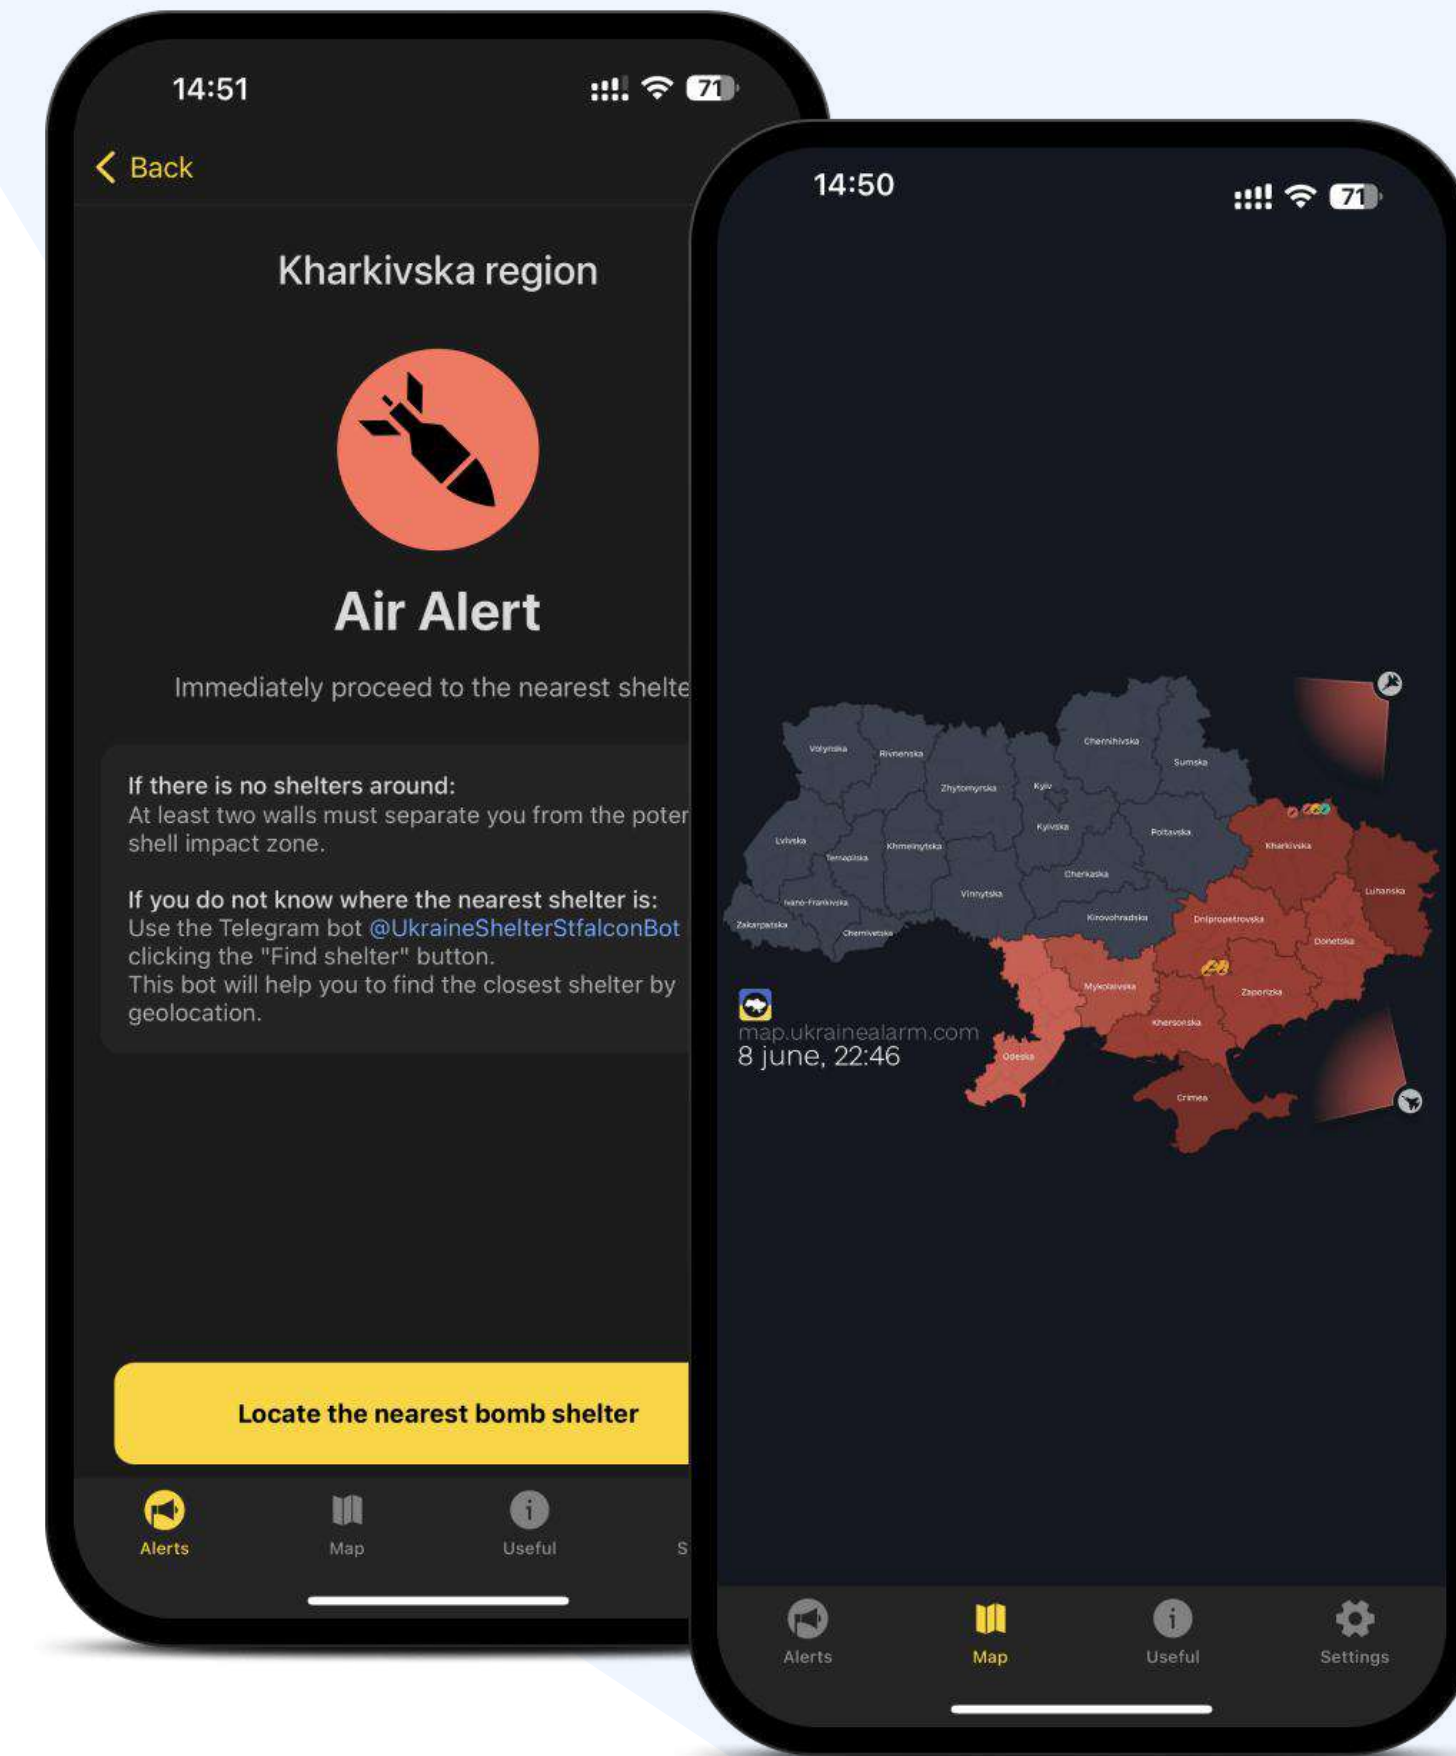 14:51
71
Back
Kharkivska region
Air Alert
Immediately proceed to the nearest shelte
If there is no shelters around:
At least two walls must separate you from the poter
shell impact zone.
If you do not know where the nearest shelter is:
Use the Telegram bot @UkraineShelterStfalconBot
clicking the "Find shelter" button.
This bot will help you to find the closest shelter by
geolocation.
Locate the nearest bomb shelter
Alerts
Map
Useful
S
14:50
71
Volynska
Rivnenska
Zhytomyrska
Kyiv
Chernihivska
Sumska
Lvivska
Ternapilska
Khmelnytska
Kyivska
Poltavska
Kharkivska
Cherkaska
Vinnytska
Luhanska
Ivano-Frankivska
Zakarpatska
Chernivetska
Kirovohradska
Dnipropetrovska
Donetska
Mykolaivska
Zaporizka
Khersonska
Odeska
Crimea
map.ukrainealarm.com
8 june, 22:46
Alerts
Map
Useful
Settings